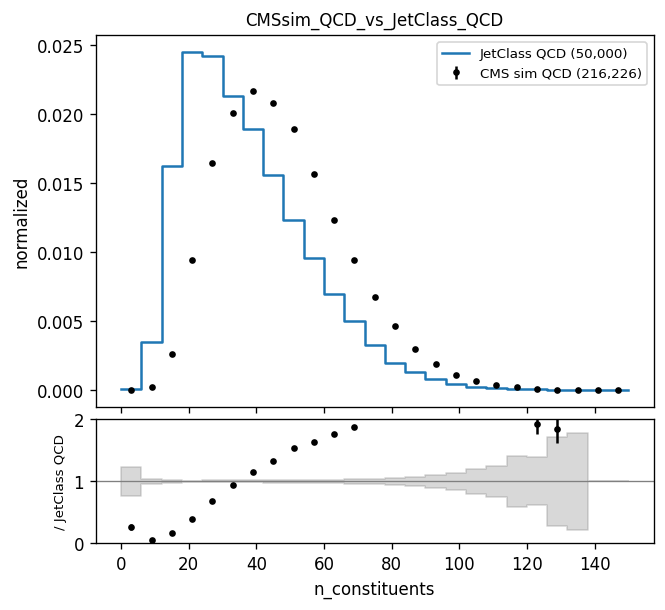 CMSsim_QCD_vs_JetClass_QCD
JetClass QCD (50,000)
CMS sim QCD (216,226)
normalized
0.025
0.020
0.015
0.010
0.005
0.000
/ JetClass QCD
2
1
0
0 20 40 60 80 100 120 140
n_constituents